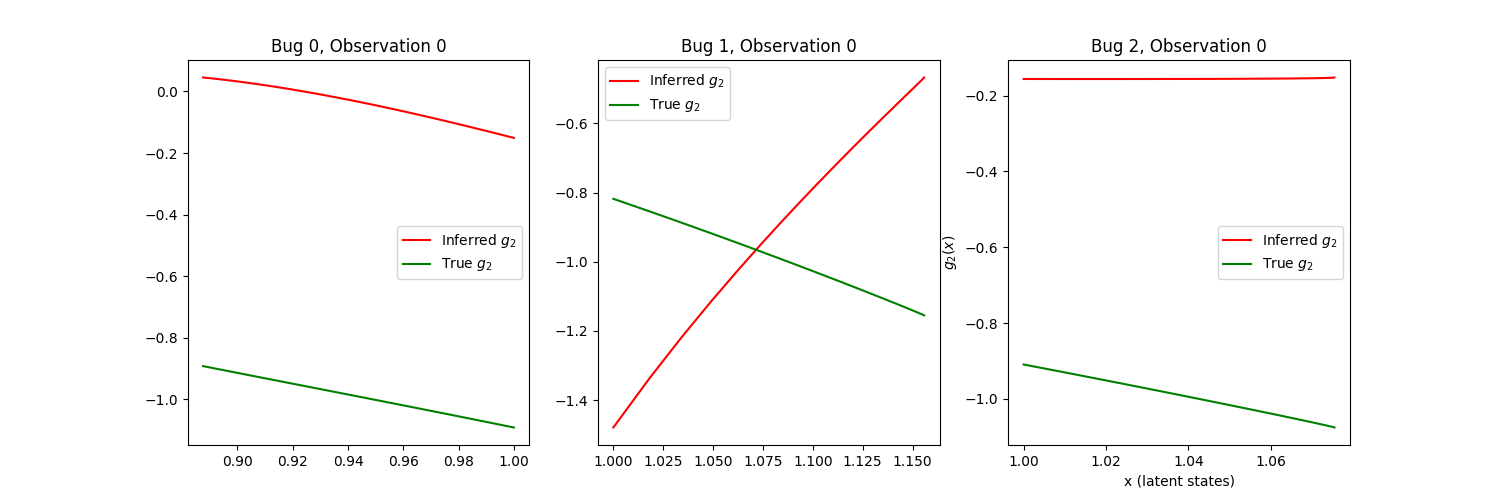 Bug 0, Observation 0
0.0
−0.2
−0.4
−0.6
−0.8
−1.0
Inferred g₂
True g₂
0.90 0.92 0.94 0.96 0.98 1.00
Bug 1, Observation 0
Inferred g₂
True g₂
−0.6
−0.8
−1.0
−1.2
−1.4
1.000 1.025 1.050 1.075 1.100 1.125 1.150
Bug 2, Observation 0
g₂(x)
−0.2
−0.4
−0.6
−0.8
−1.0
Inferred g₂
True g₂
1.00 1.02 1.04 1.06
x (latent states)